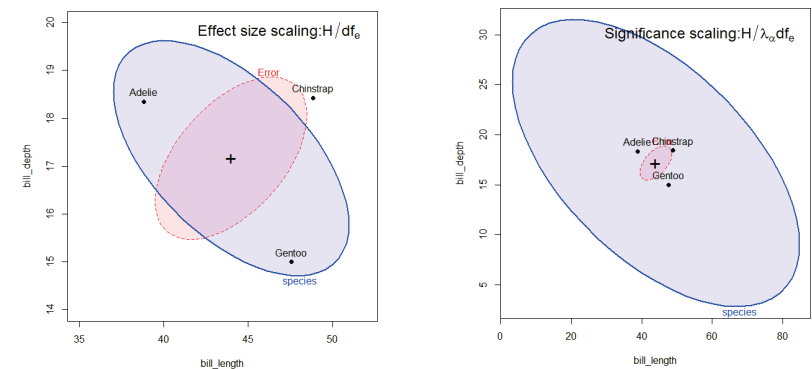 Effect size scaling:H/dfₑ
Error
Adelie
Chinstrap
Gentoo
species
20
19
18
17
16
15
14
bill_depth
35
40
45
50
bill_length
Significance scaling:H/λ_αdfₑ
Adelie
Chinstrap
Gentoo
species
30
25
20
15
10
5
bill_depth
0
20
40
60
80
bill_length